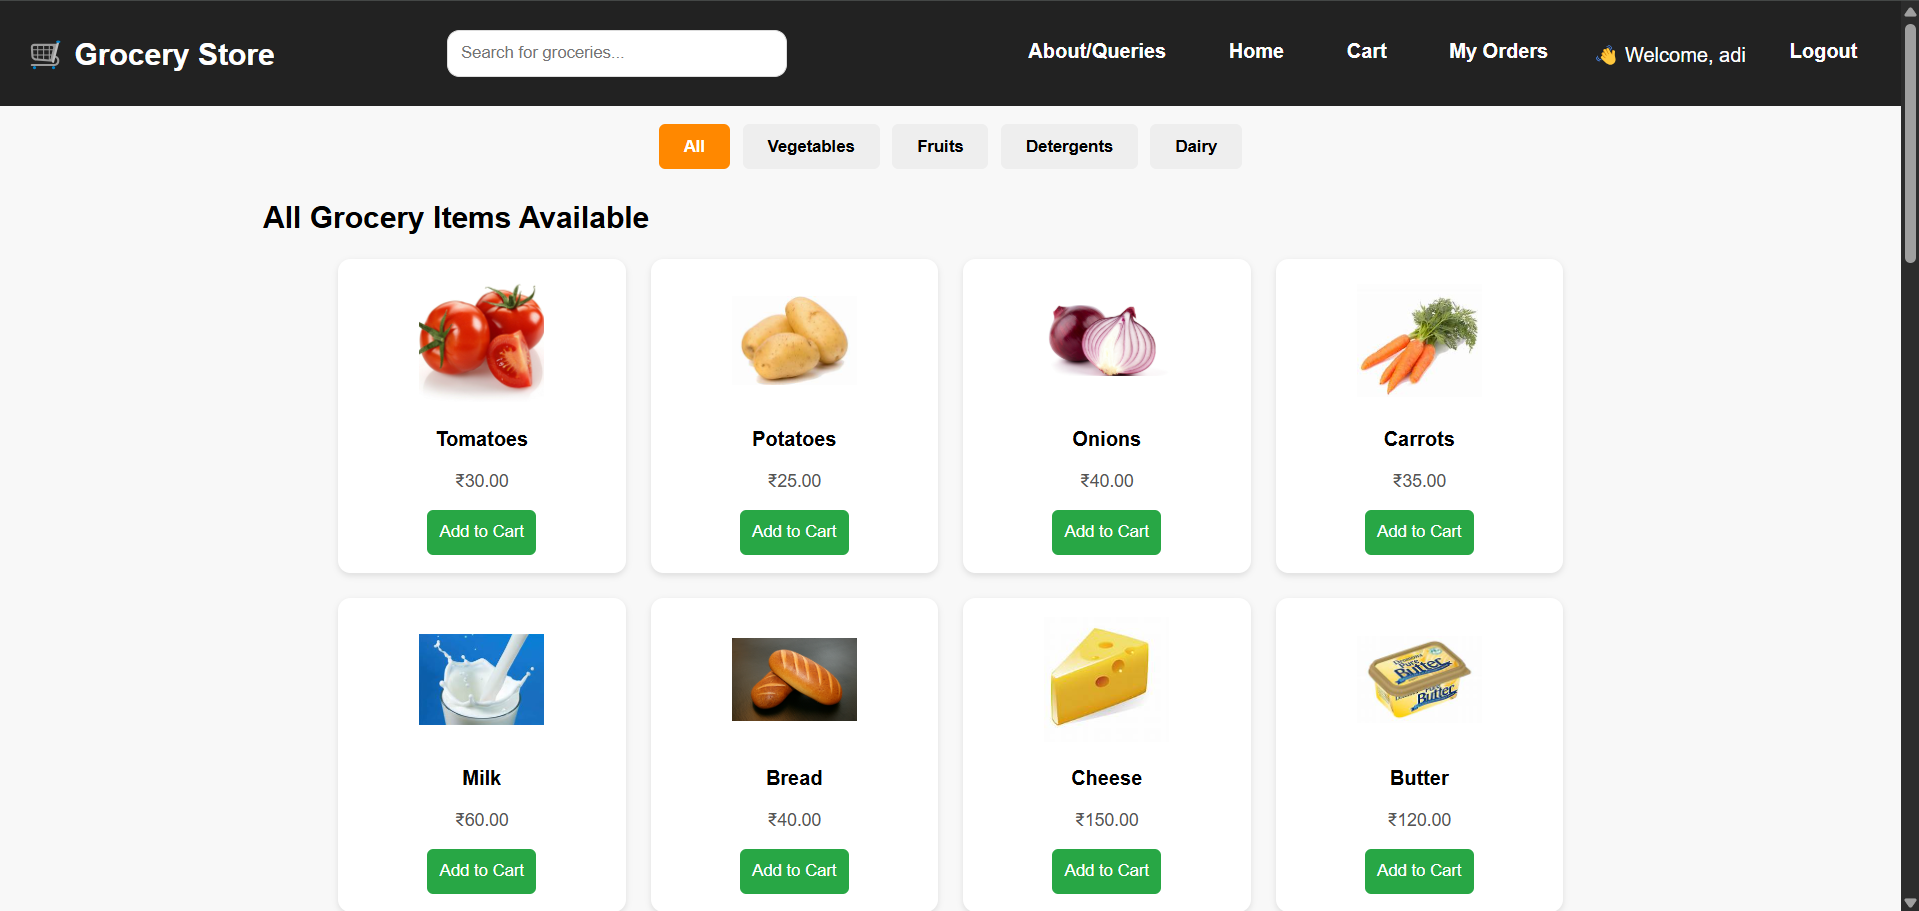 Grocery Store
Search for groceries...
About/Queries
Home
Cart
My Orders
👋 Welcome, adi
Logout
All
Vegetables
Fruits
Detergents
Dairy
All Grocery Items Available
Tomatoes
₹30.00
Add to Cart
Potatoes
₹25.00
Add to Cart
Onions
₹40.00
Add to Cart
Carrots
₹35.00
Add to Cart
Milk
₹60.00
Add to Cart
Bread
₹40.00
Add to Cart
Cheese
₹150.00
Add to Cart
Pure
Butter
Butter
Butter
₹120.00
Add to Cart